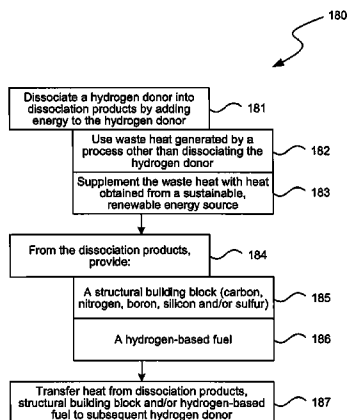 180
Dissociate a hydrogen donor into
dissociation products by adding
energy to the hydrogen donor
181
Use waste heat generated by a
process other than dissociating the
hydrogen donor
182
Supplement the waste heat with heat
obtained from a sustainable,
renewable energy source
183
From the dissociation products,
provide:
184
A structural building block (carbon,
nitrogen, boron, silicon and/or sulfur)
185
A hydrogen-based fuel
186
Transfer heat from dissociation products,
structural building block and/or hydrogen-based
fuel to subsequent hydrogen donor
187